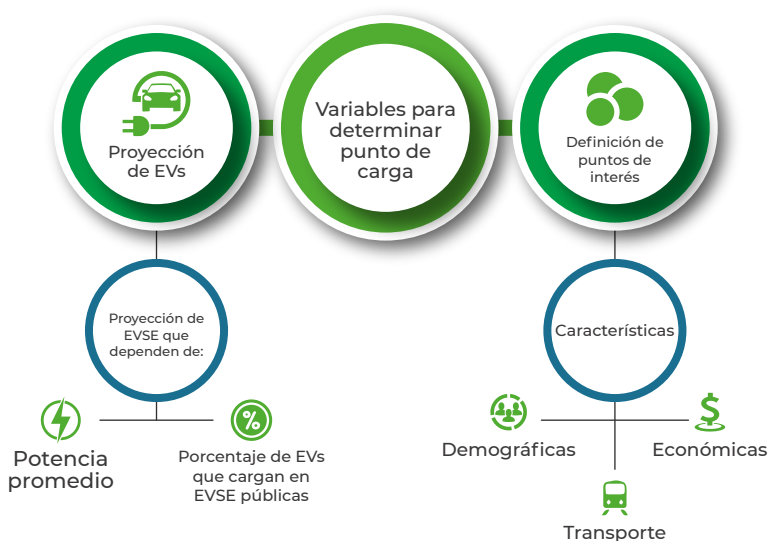 Proyección
de EVs
Variables para
determinar
punto de
carga
Definición de
puntos de
interés
Proyección de
EVSE que
dependen de:
Características
Potencia
promedio
%
Porcentaje de EVs
que cargan en
EVSE públicas
Demográficas
$
Económicas
Transporte